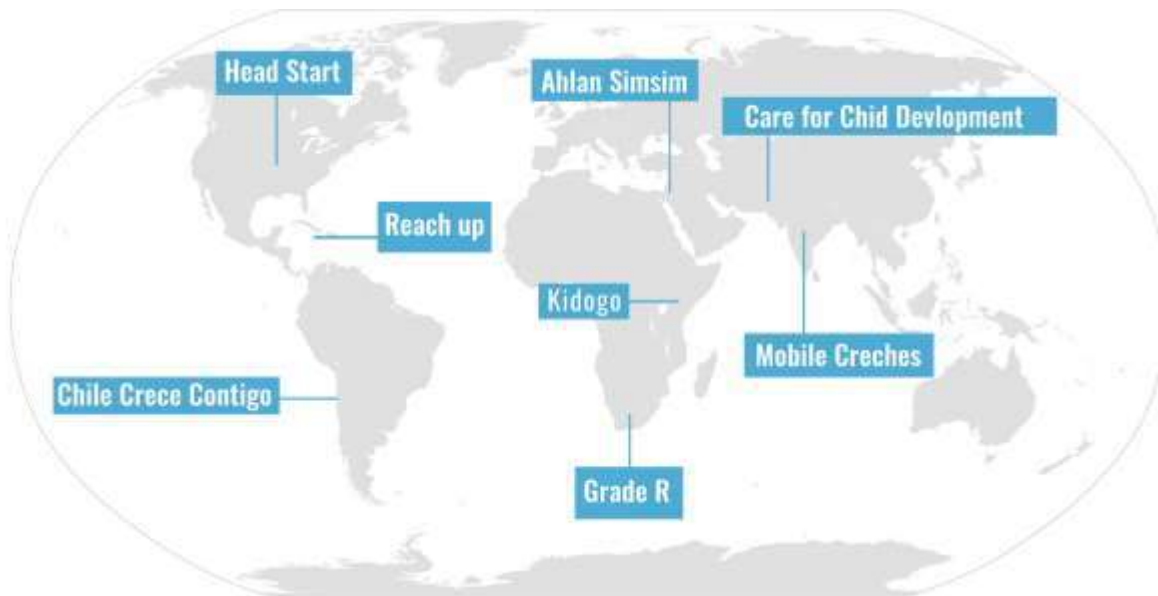 Head Start
Ahlan Simsim
Care for Chid Devlopment
Reach up
Kidogo
Mobile Creches
Chile Crece Contigo
Grade R